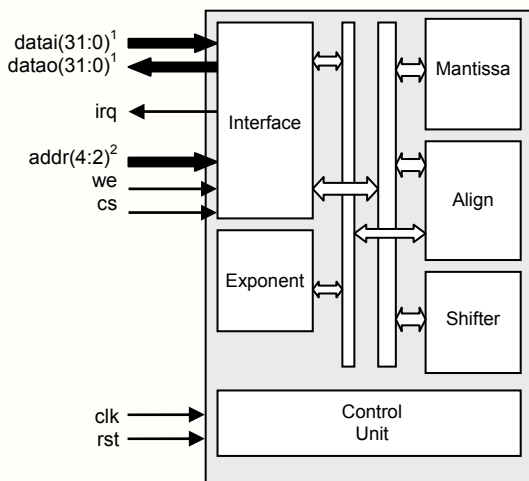 datai(31:0)¹
datao(31:0)¹
irq
addr(4:2)²
we
cs
clk
rst
Interface
Exponent
Mantissa
Align
Shifter
Control
Unit